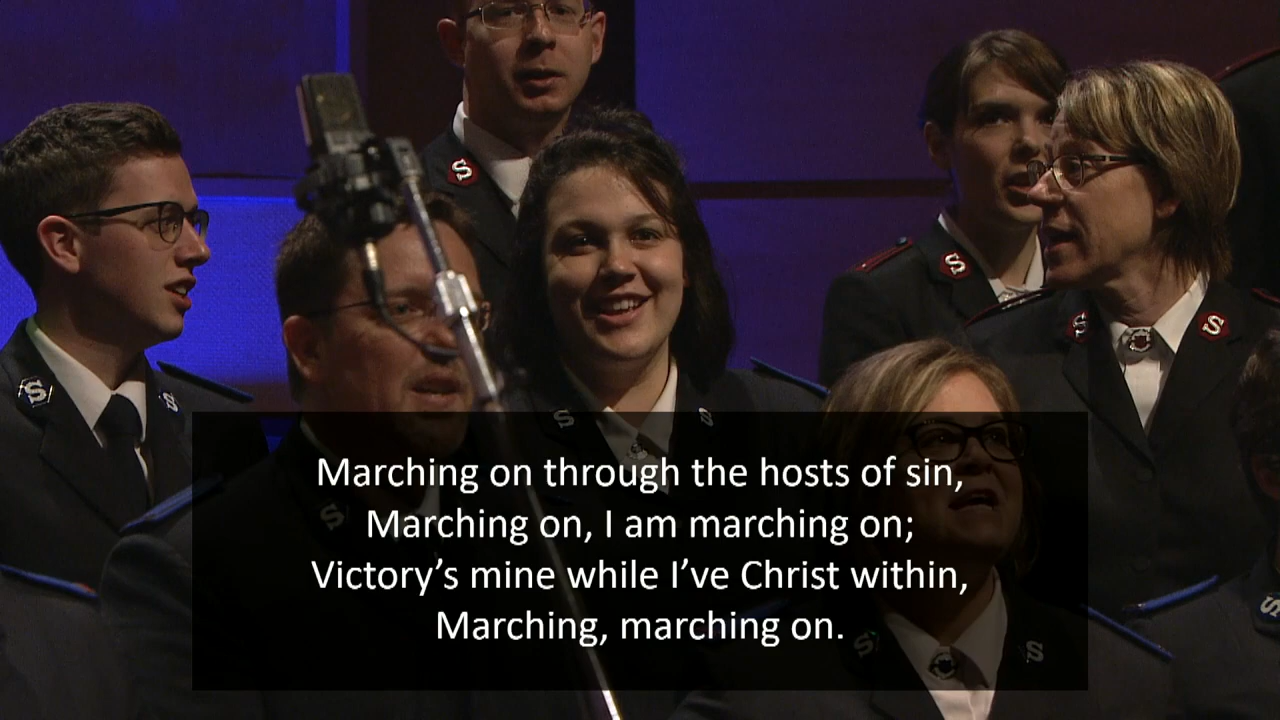 Marching on through the hosts of sin,
Marching on, I am marching on;
Victory’s mine while I’ve Christ within,
Marching, marching on.
S
S
S
S
S
S
S
S
S
S
S
S